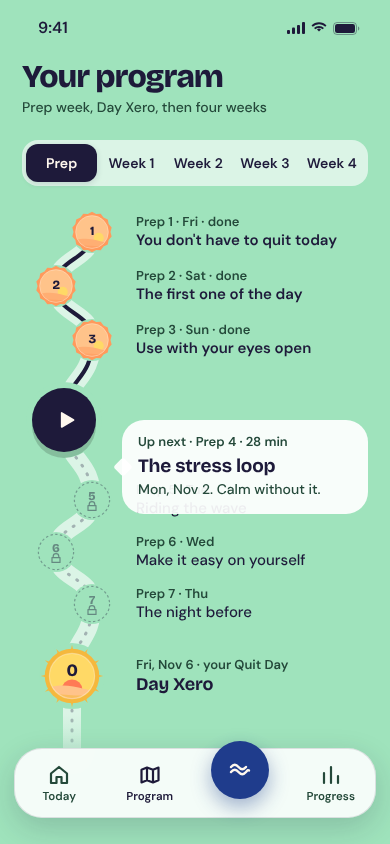 9:41
Your program
Prep week, Day Xero, then four weeks
Prep Week 1 Week 2 Week 3 Week 4
1
Prep 1 · Fri · done
You don't have to quit today
2
Prep 2 · Sat · done
The first one of the day
3
Prep 3 · Sun · done
Use with your eyes open
Up next · Prep 4 · 28 min
The stress loop
Mon, Nov 2. Calm without it.
5
Riding the wave
6
Prep 6 · Wed
Make it easy on yourself
7
Prep 7 · Thu
The night before
0
Fri, Nov 6 · your Quit Day
Day Xero
Today Program Progress